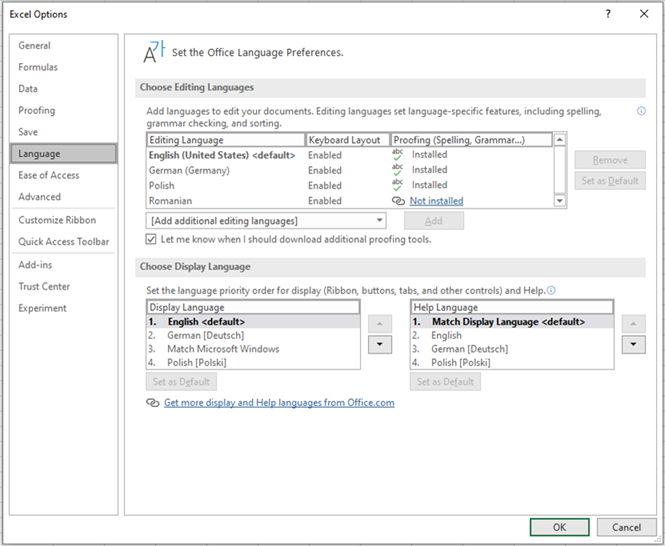 Excel Options
?
General
Formulas
Data
Proofing
Save
Language
Ease of Access
Advanced
Customize Ribbon
Quick Access Toolbar
Add-ins
Trust Center
Experiment
A가 Set the Office Language Preferences.
Choose Editing Languages
Add languages to edit your documents. Editing languages set language-specific features, including spelling,
grammar checking, and sorting.
Editing Language Keyboard Layout Proofing (Spelling, Grammar...)
English (United States) <default> Enabled abc Installed
German (Germany) Enabled abc Installed
Polish Enabled abc Installed
Romanian Enabled Not installed
Remove
Set as Default
[Add additional editing languages] Add
Let me know when I should download additional proofing tools.
Choose Display Language
Set the language priority order for display (Ribbon, buttons, tabs, and other controls) and Help.
Display Language
1. English <default>
2. German [Deutsch]
3. Match Microsoft Windows
4. Polish [Polski]
Set as Default
Help Language
1. Match Display Language <default>
2. English
3. German [Deutsch]
4. Polish [Polski]
Set as Default
Get more display and Help languages from Office.com
OK Cancel